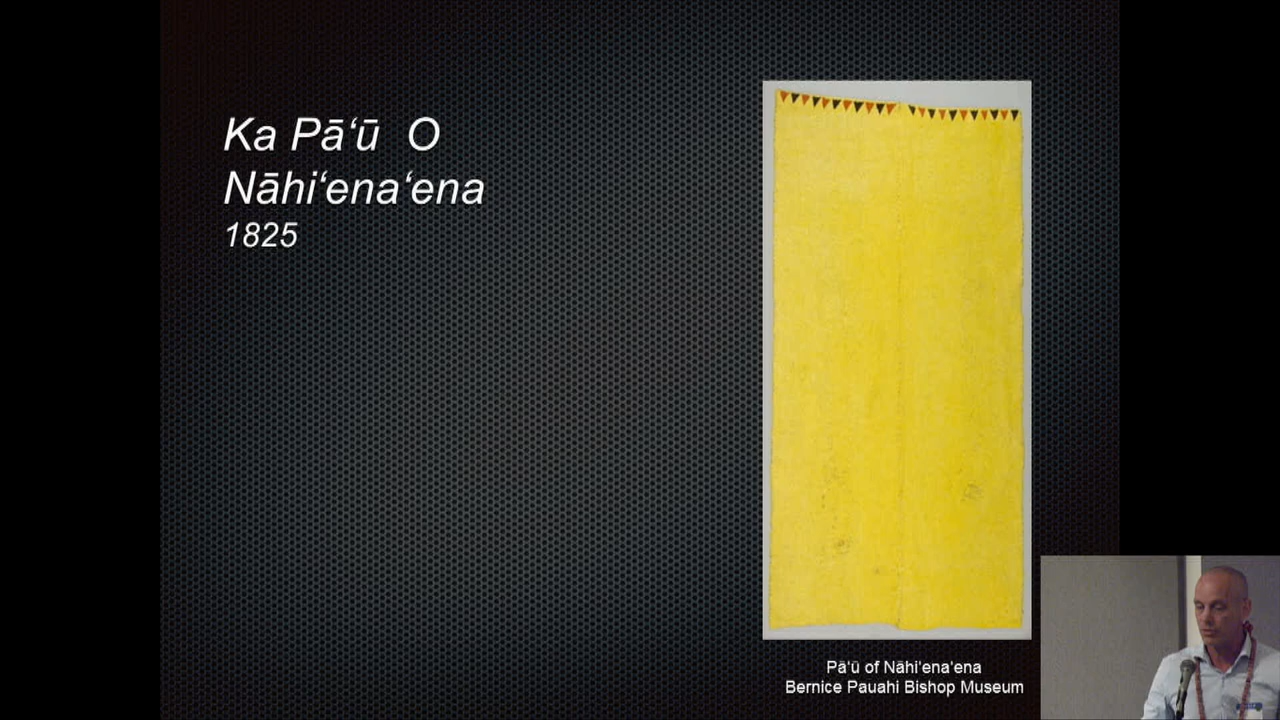 Ka Pāʻū O
Nāhiʻenaʻena
1825
Pāʻū of Nāhiʻenaʻena
Bernice Pauahi Bishop Museum